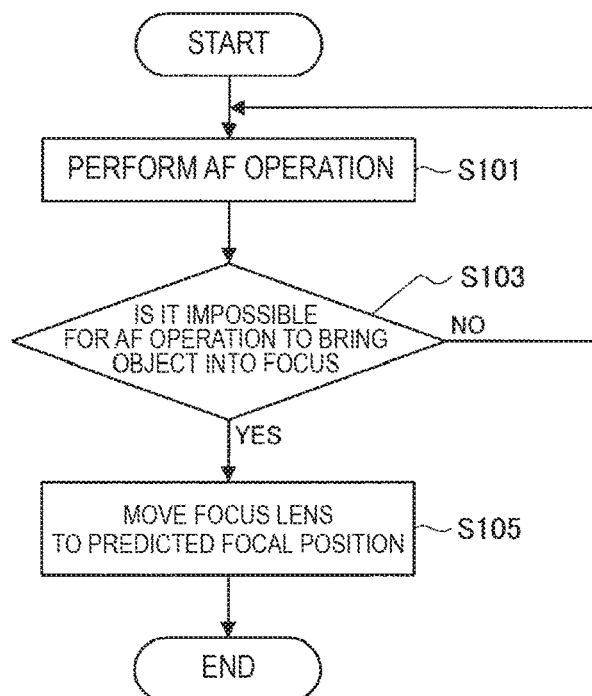 START
PERFORM AF OPERATION
S101
S103
IS IT IMPOSSIBLE
FOR AF OPERATION TO BRING
OBJECT INTO FOCUS
NO
YES
MOVE FOCUS LENS
TO PREDICTED FOCAL POSITION
S105
END